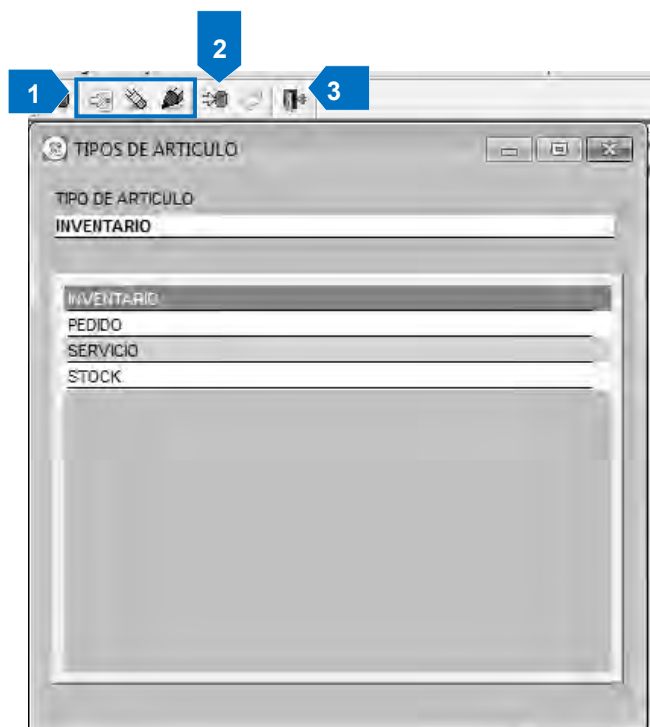 2
1
3
TIPOS DE ARTICULO
TIPO DE ARTICULO
INVENTARIO
INVENTARIO
PEDIDO
SERVICIO
STOCK